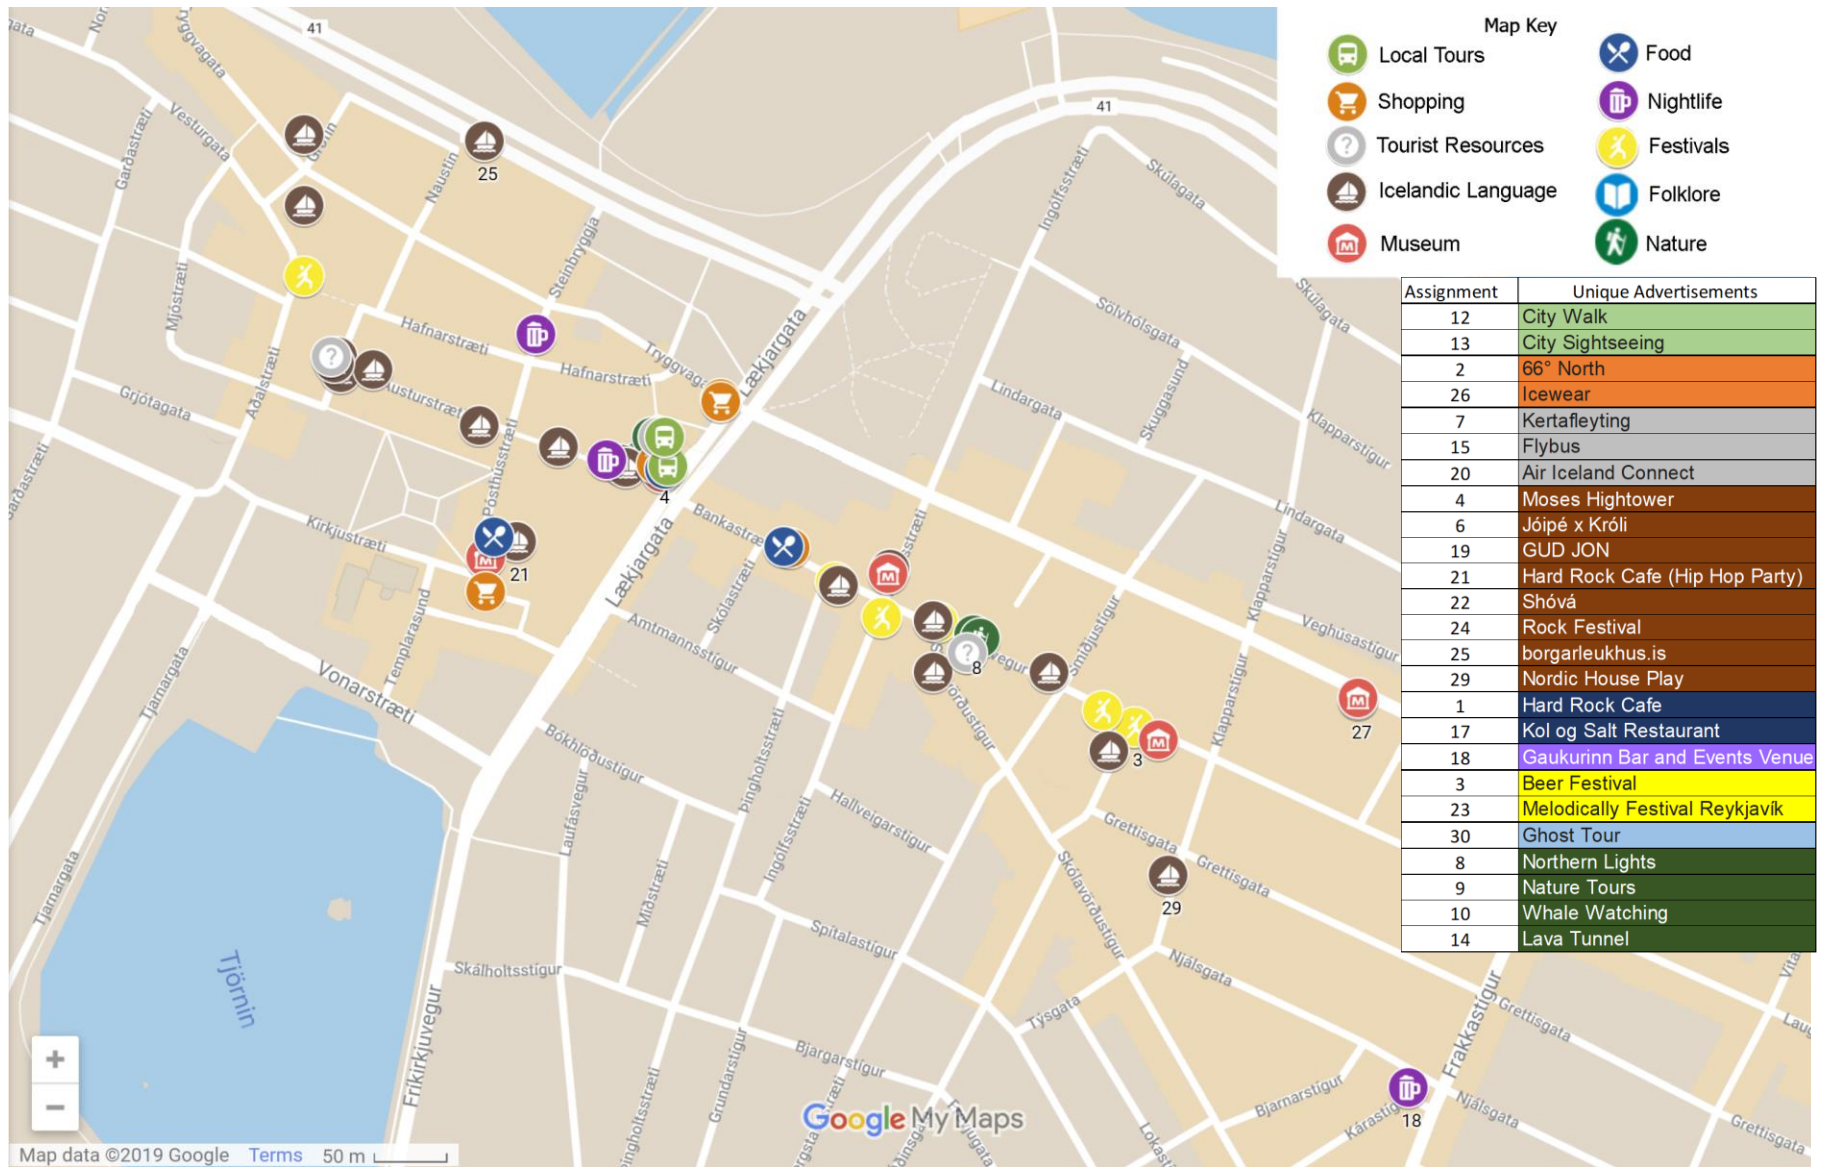 Map Key
Local Tours
Food
Shopping
Nightlife
Tourist Resources
Festivals
Icelandic Language
Folklore
Museum
Nature
Assignment Unique Advertisements
12 City Walk
13 City Sightseeing
2 66° North
26 Icewear
7 Kertafleyting
15 Flybus
20 Air Iceland Connect
4 Moses Hightower
6 Jóipé x Króli
19 GUD JON
21 Hard Rock Cafe (Hip Hop Party)
22 Shóvá
24 Rock Festival
25 borgarleukhus.is
29 Nordic House Play
1 Hard Rock Cafe
17 Kol og Salt Restaurant
18 Gaukurinn Bar and Events Venue
3 Beer Festival
23 Melodically Festival Reykjavík
30 Ghost Tour
8 Northern Lights
9 Nature Tours
10 Whale Watching
14 Lava Tunnel
41
41
Vesturgata
Garðastræti
Naustin
25
Steinbryggja
Mjóstræti
Hafnarstræti
Hafnarstræti
Aðalstræti
Grjótagata
Lækjargata
Ingólfsstræti
Skúlagata
Skúlagata
Sölvhólsgata
Skuggasund
Lindargata
Klapparstígur
Pósthússtræti
4
Kirkjustræti
21
Templarasund
Lækjargata
Skólastræti
Amtmannsstígur
Lindargata
Klapparstígur
Veghúsastígur
Smiðjustígur
8
27
Vonarstræti
Tjarnargata
Bókhlöðustígur
Þingholtsstræti
Klapparstígur
3
Laufásvegur
Ingólfsstræti
Hallveigarstígur
Grettisgata
Grettisgata
29
Tjarnargata
Miðstræti
Skólavörðustígur
Spítalastígur
Skálholtsstígur
Njálsgata
Tjörnin
Týsgata
Frakkastígur
Grettisgata
Fríkirkjuvegur
Grundarstígur
Bjargarstígur
Bjarnarstígur
18
Njálsgata
Grettisgata
Google My Maps
+
−
Map data ©2019 Google Terms 50 m